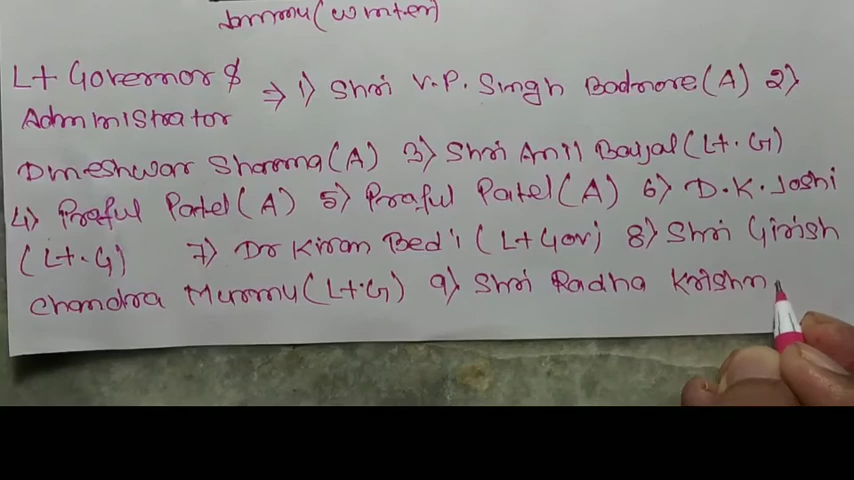 Jammu (Winter)
Lt Governor &
Administrator
⇒ 1) Shri V.P. Singh Badnore (A) 2)
Dineshwar Sharma (A) 3) Shri Anil Baijal (Lt. G)
4) Praful Patel (A) 5) Praful Patel (A) 6) D.K. Joshi
(Lt. G) 7) Dr Kiran Bedi (Lt Gov) 8) Shri Girish
Chandra Murmu (Lt. G) 9) Shri Radha Krishn